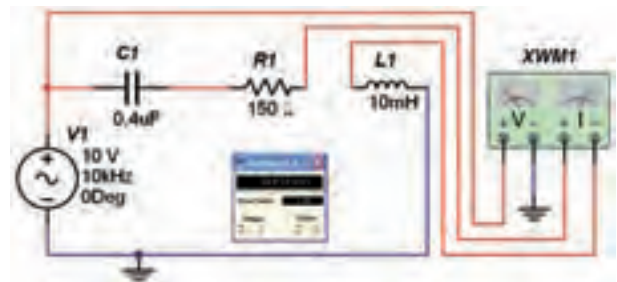 C1
0.4uF
R1
150 Ω
L1
10mH
XWM1
+ V - + I -
V1
10 V
10kHz
0Deg